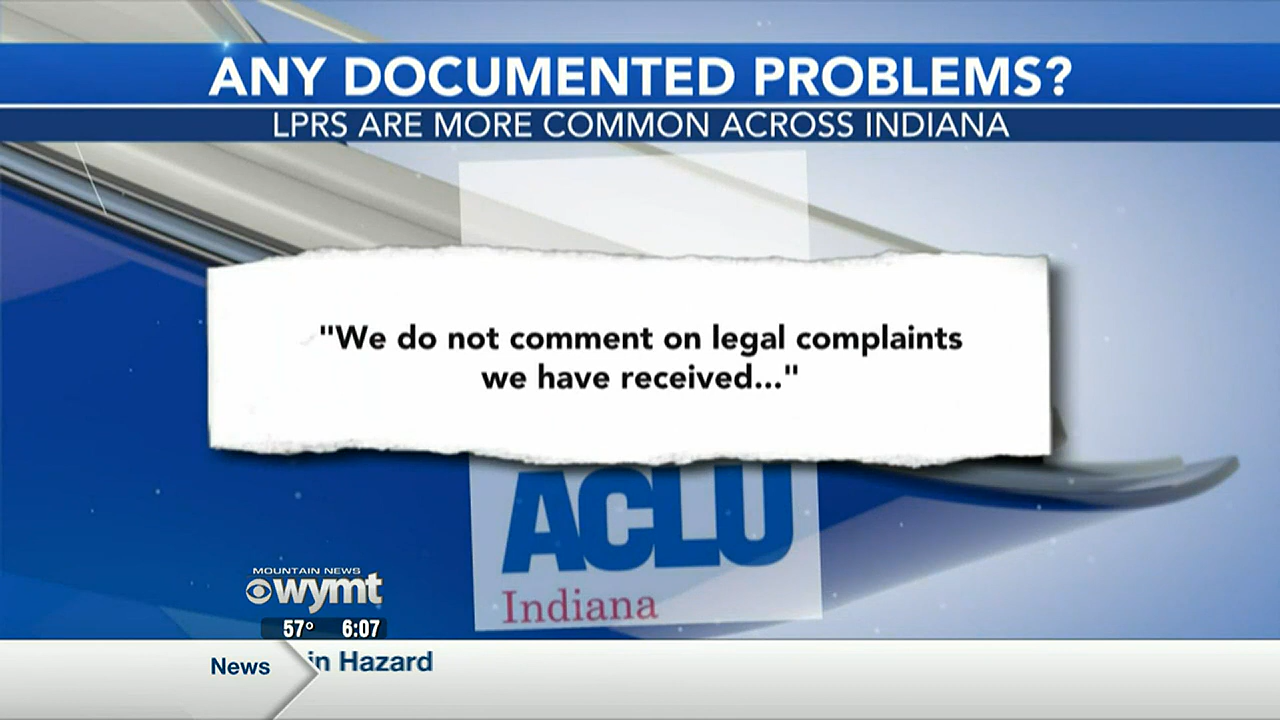 ANY DOCUMENTED PROBLEMS?
LPRS ARE MORE COMMON ACROSS INDIANA
"We do not comment on legal complaints
we have received..."
ACLU
Indiana
MOUNTAIN NEWS
wymt
57° 6:07
News in Hazard